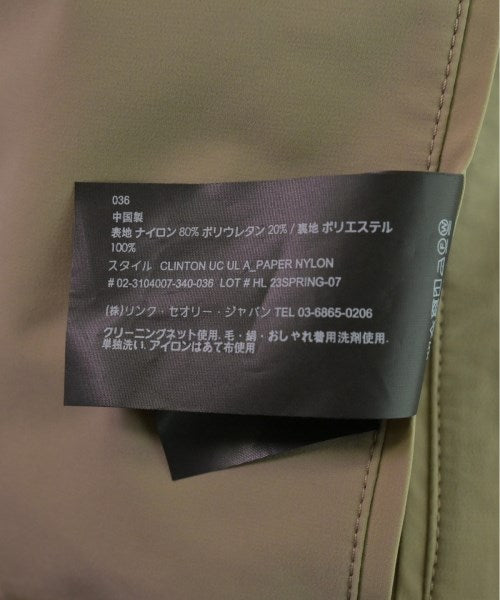 036
中国製
表地 ナイロン 80% ポリウレタン 20% / 裏地 ポリエステル
100%
スタイル CLINTON UC UL A_PAPER NYLON
# 02-3104007-340-036 LOT # HL 23SPRING-07
(株)リンク・セオリー・ジャパン TEL 03-6865-0206
クリーニングネット使用. 毛・絹・おしゃれ着用洗剤使用.
単独洗い. アイロンはあて布使用